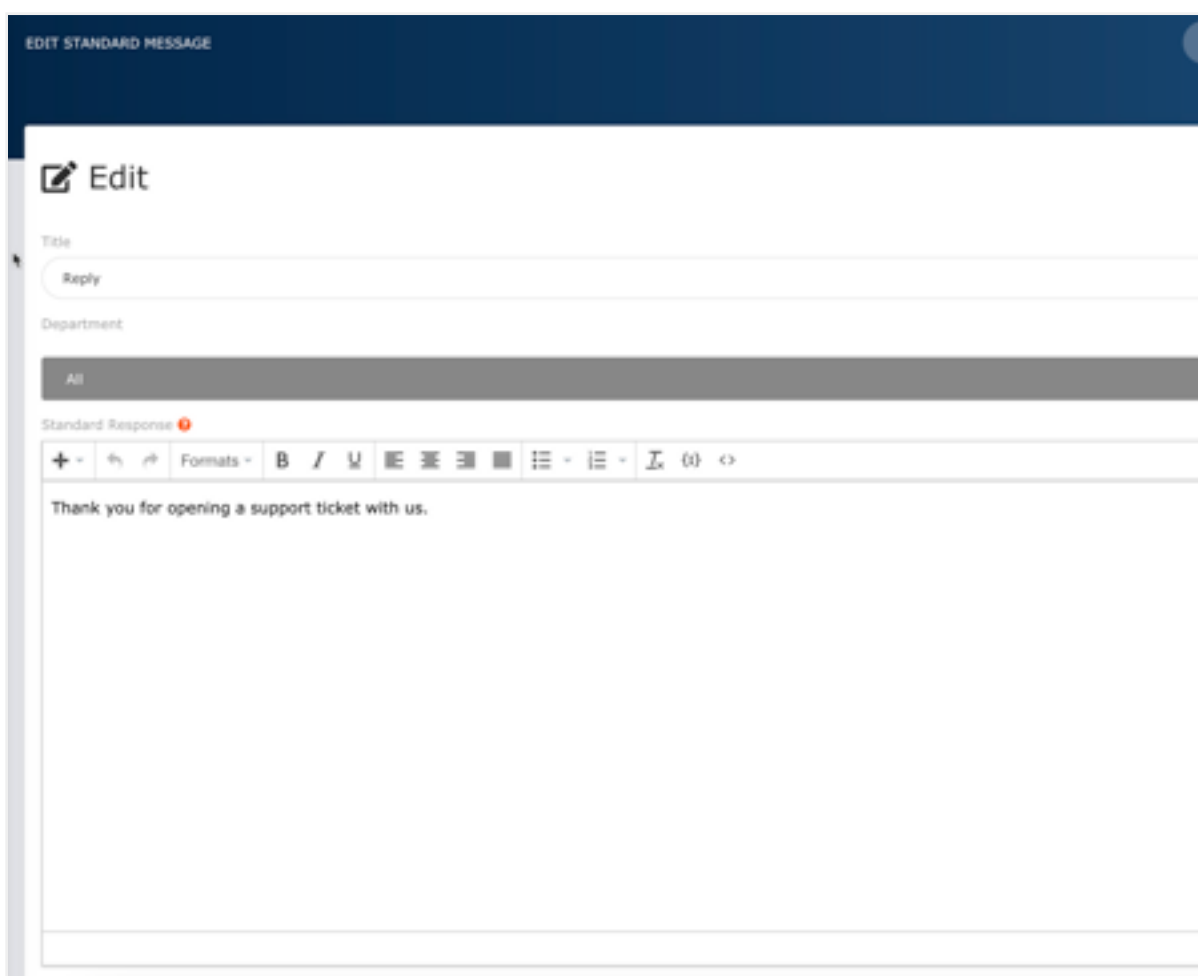 EDIT STANDARD MESSAGE
Edit
Title
Reply
Department
All
Standard Response
Formats B I U
Thank you for opening a support ticket with us.